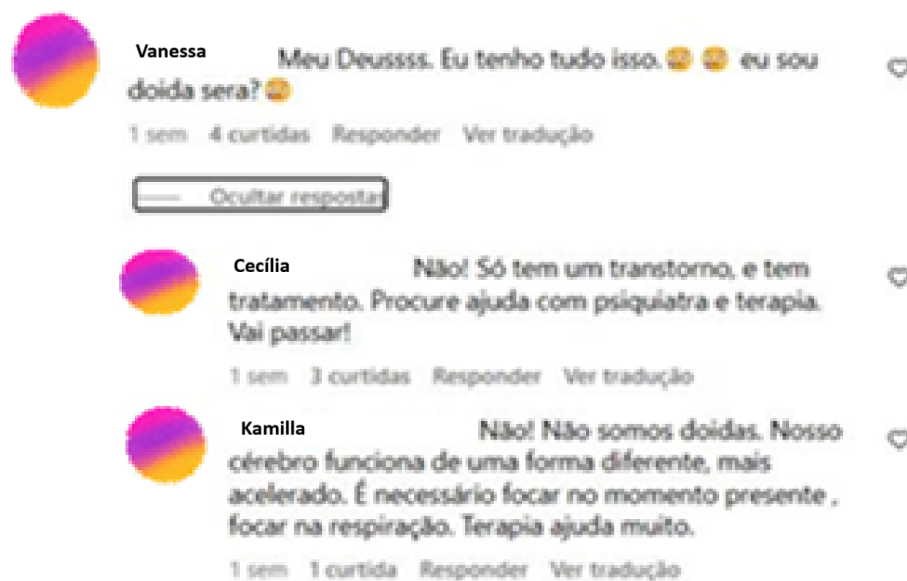 Vanessa Meu Deussss. Eu tenho tudo isso.😳 😳 eu sou
doida sera?😳
1 sem 4 curtidas Responder Ver tradução
Ocultar respostas
Cecília Não! Só tem um transtorno, e tem
tratamento. Procure ajuda com psiquiatra e terapia.
Vai passar!
1 sem 3 curtidas Responder Ver tradução
Kamilla Não! Não somos doidas. Nosso
cérebro funciona de uma forma diferente, mais
acelerado. É necessário focar no momento presente ,
focar na respiração. Terapia ajuda muito.
1 sem 1 curtida Responder Ver tradução